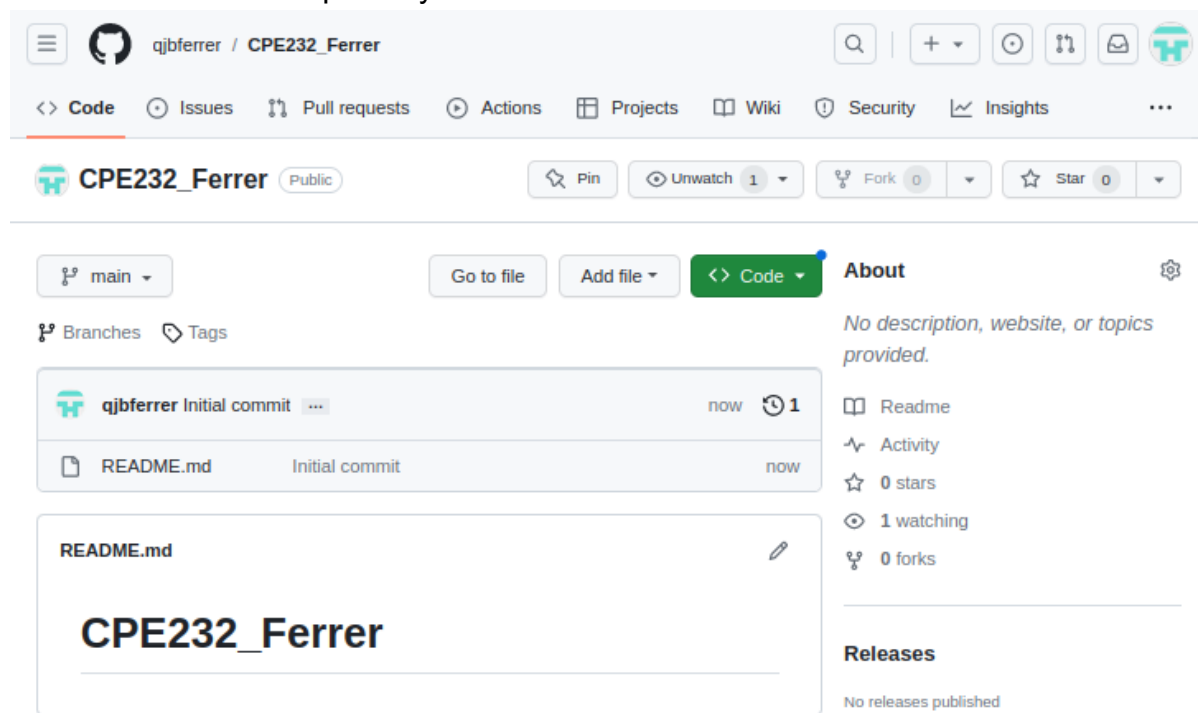 qjbferrer / CPE232_Ferrer
Code Issues Pull requests Actions Projects Wiki Security Insights ...
CPE232_Ferrer Public Pin Unwatch 1 Fork 0 Star 0
main Go to file Add file Code
Branches Tags
qjbferrer Initial commit ... now 1
README.md Initial commit now
README.md
CPE232_Ferrer
About
No description, website, or topics
provided.
Readme
Activity
0 stars
1 watching
0 forks
Releases
No releases published